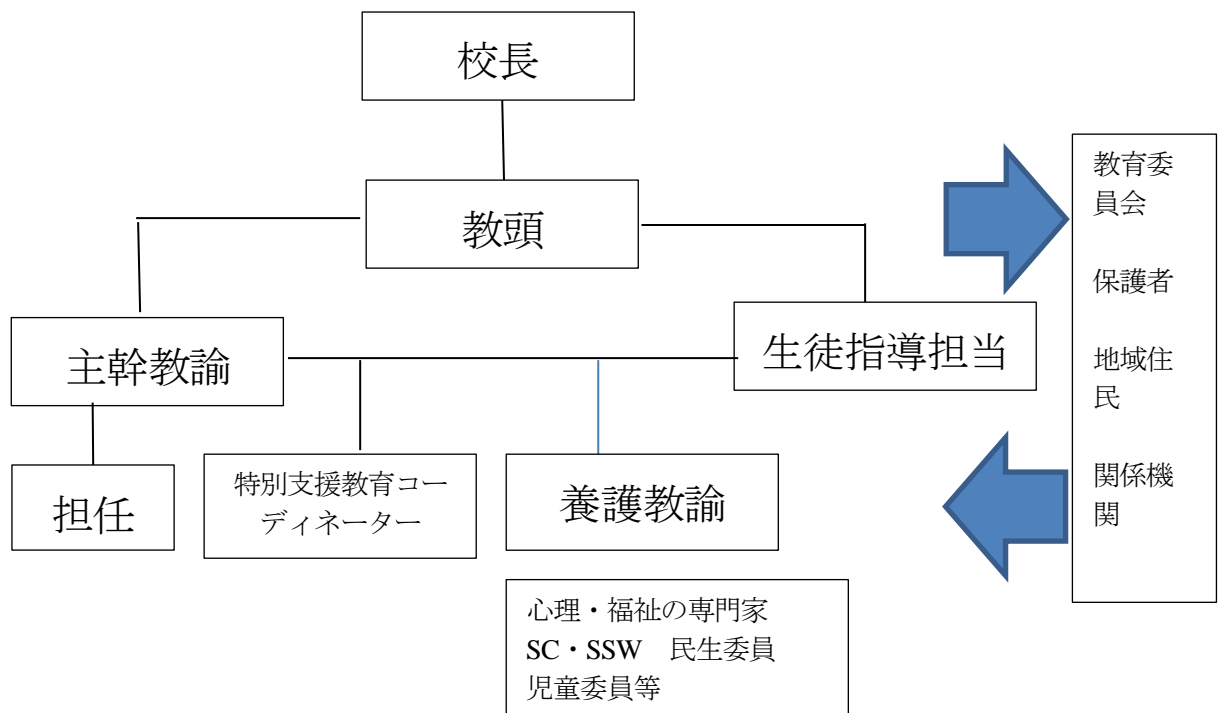 校長
教頭
教育委
員会
保護者
地域住
民
関係機
関
主幹教諭
生徒指導担当
担任
特別支援教育コー
ディネーター
養護教諭
心理・福祉の専門家
SC・SSW　民生委員
児童委員等